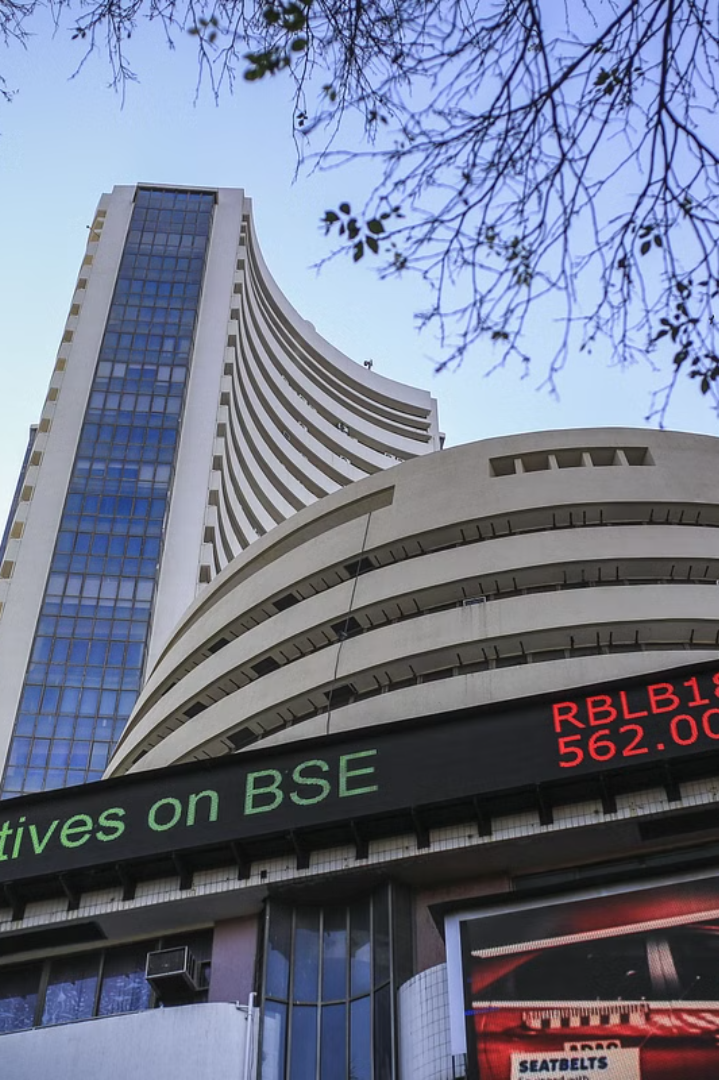 tives on BSE
RBLB18
562.00
SEATBELTS